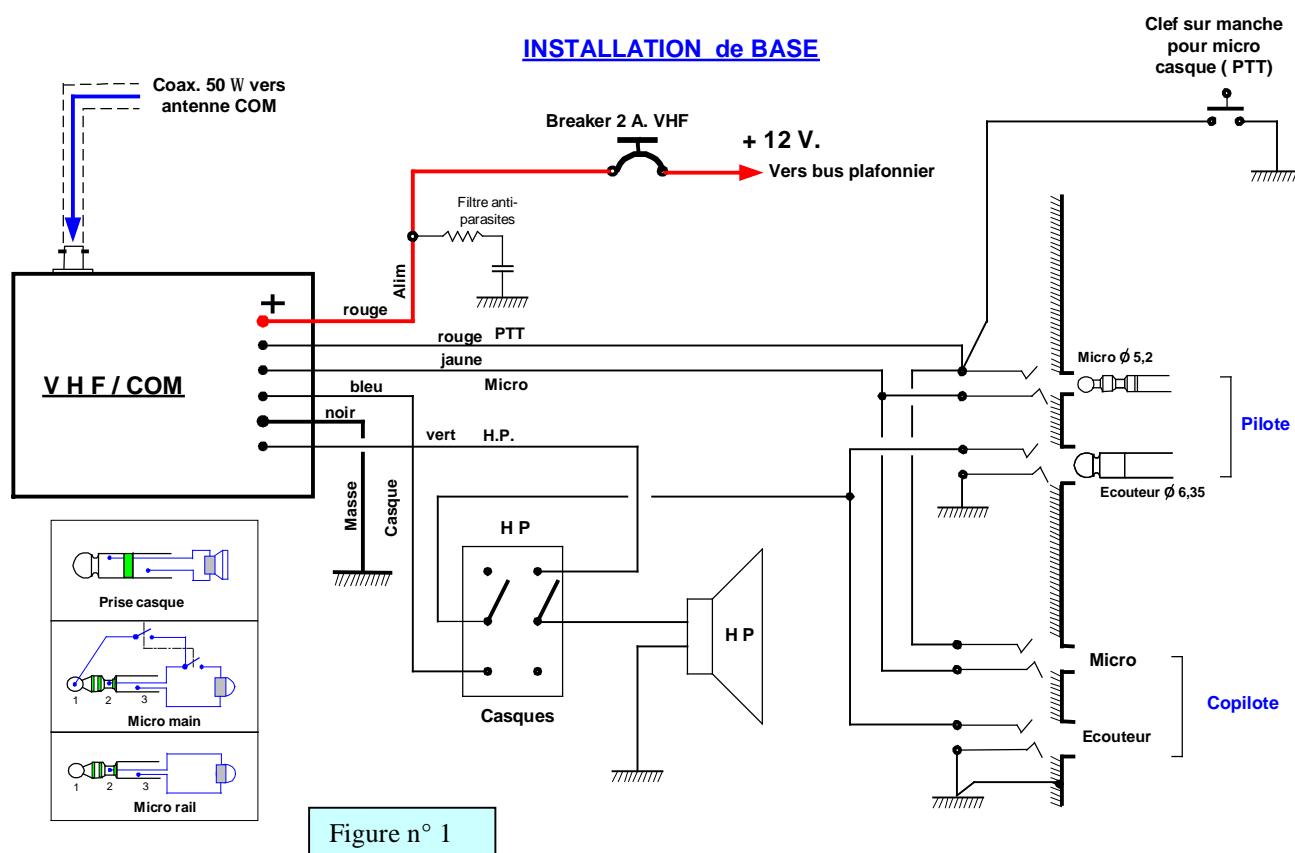 INSTALLATION de BASE
Clef sur manche
pour micro
casque ( PTT)
Coax. 50 W vers
antenne COM
Breaker 2 A. VHF
+ 12 V.
Vers bus plafonnier
Filtre anti-
parasites
Alim
+
rouge
rouge PTT
jaune
Micro
bleu
noir
vert H.P.
V H F / COM
Masse
Casque
Micro Ø 5,2
Pilote
Ecouteur Ø 6,35
H P
H P
Casques
Micro
Copilote
Ecouteur
Prise casque
1 2 3
Micro main
1 2 3
Micro rail
Figure n° 1